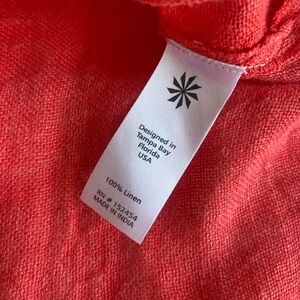 Designed in
Tampa Bay
Florida
USA
100% Linen
RN # 152454
MADE IN INDIA